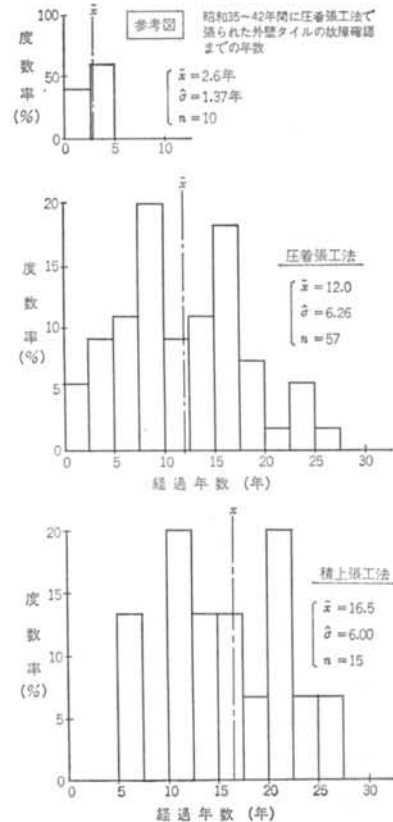 参考図
昭和35～42年間に圧着張工法で
張られた外壁タイルの故障確認
までの年数
度数率(%)
100
50
0
x̄
x̄=2.6年
σ̂=1.37年
n=10
0 5 10
x̄
度数率(%)
20
15
10
5
0
圧着張工法
x̄=12.0
σ̂=6.26
n=57
5 10 15 20 25 30
経過年数 (年)
x
度数率(%)
20
15
10
5
0
積上張工法
x̄=16.5
σ̂=6.00
n=15
5 10 15 20 25 30
経過年数 (年)